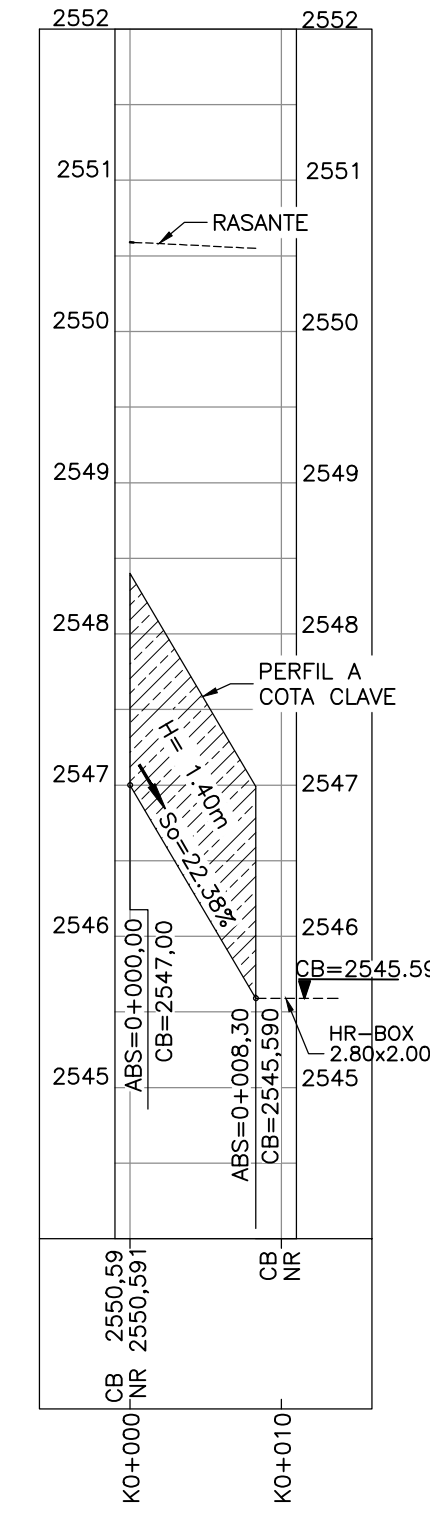 2552 2552
2551 2551
RASANTE
2550 2550
2549 2549
2548 2548
PERFIL A
COTA CLAVE
H= 1.40m
2547 2547
So=22.38%
2546 2546
ABS=0+000,00
CB=2547,00
CB=2545.59
HR-BOX
2.80x2.00
2545 2545
ABS=0+008,30
CB=2545,590
CB 2550,59
NR 2550,591
CB
NR
K0+000
K0+010